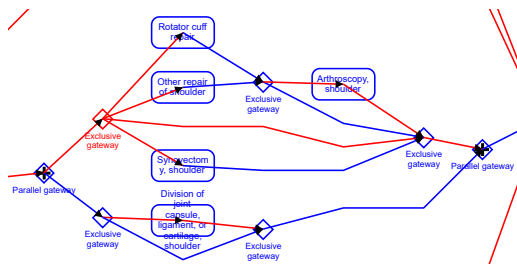 Rotator cuff
repair
Other repair
of shoulder
Arthroscopy,
shoulder
Exclusive
gateway
Exclusive
gateway
Exclusive
gateway
Parallel gateway
Synovectom
y, shoulder
Parallel gateway
Division of
joint
capsule,
ligament, or
cartilage,
shoulder
Exclusive
gateway
Exclusive
gateway